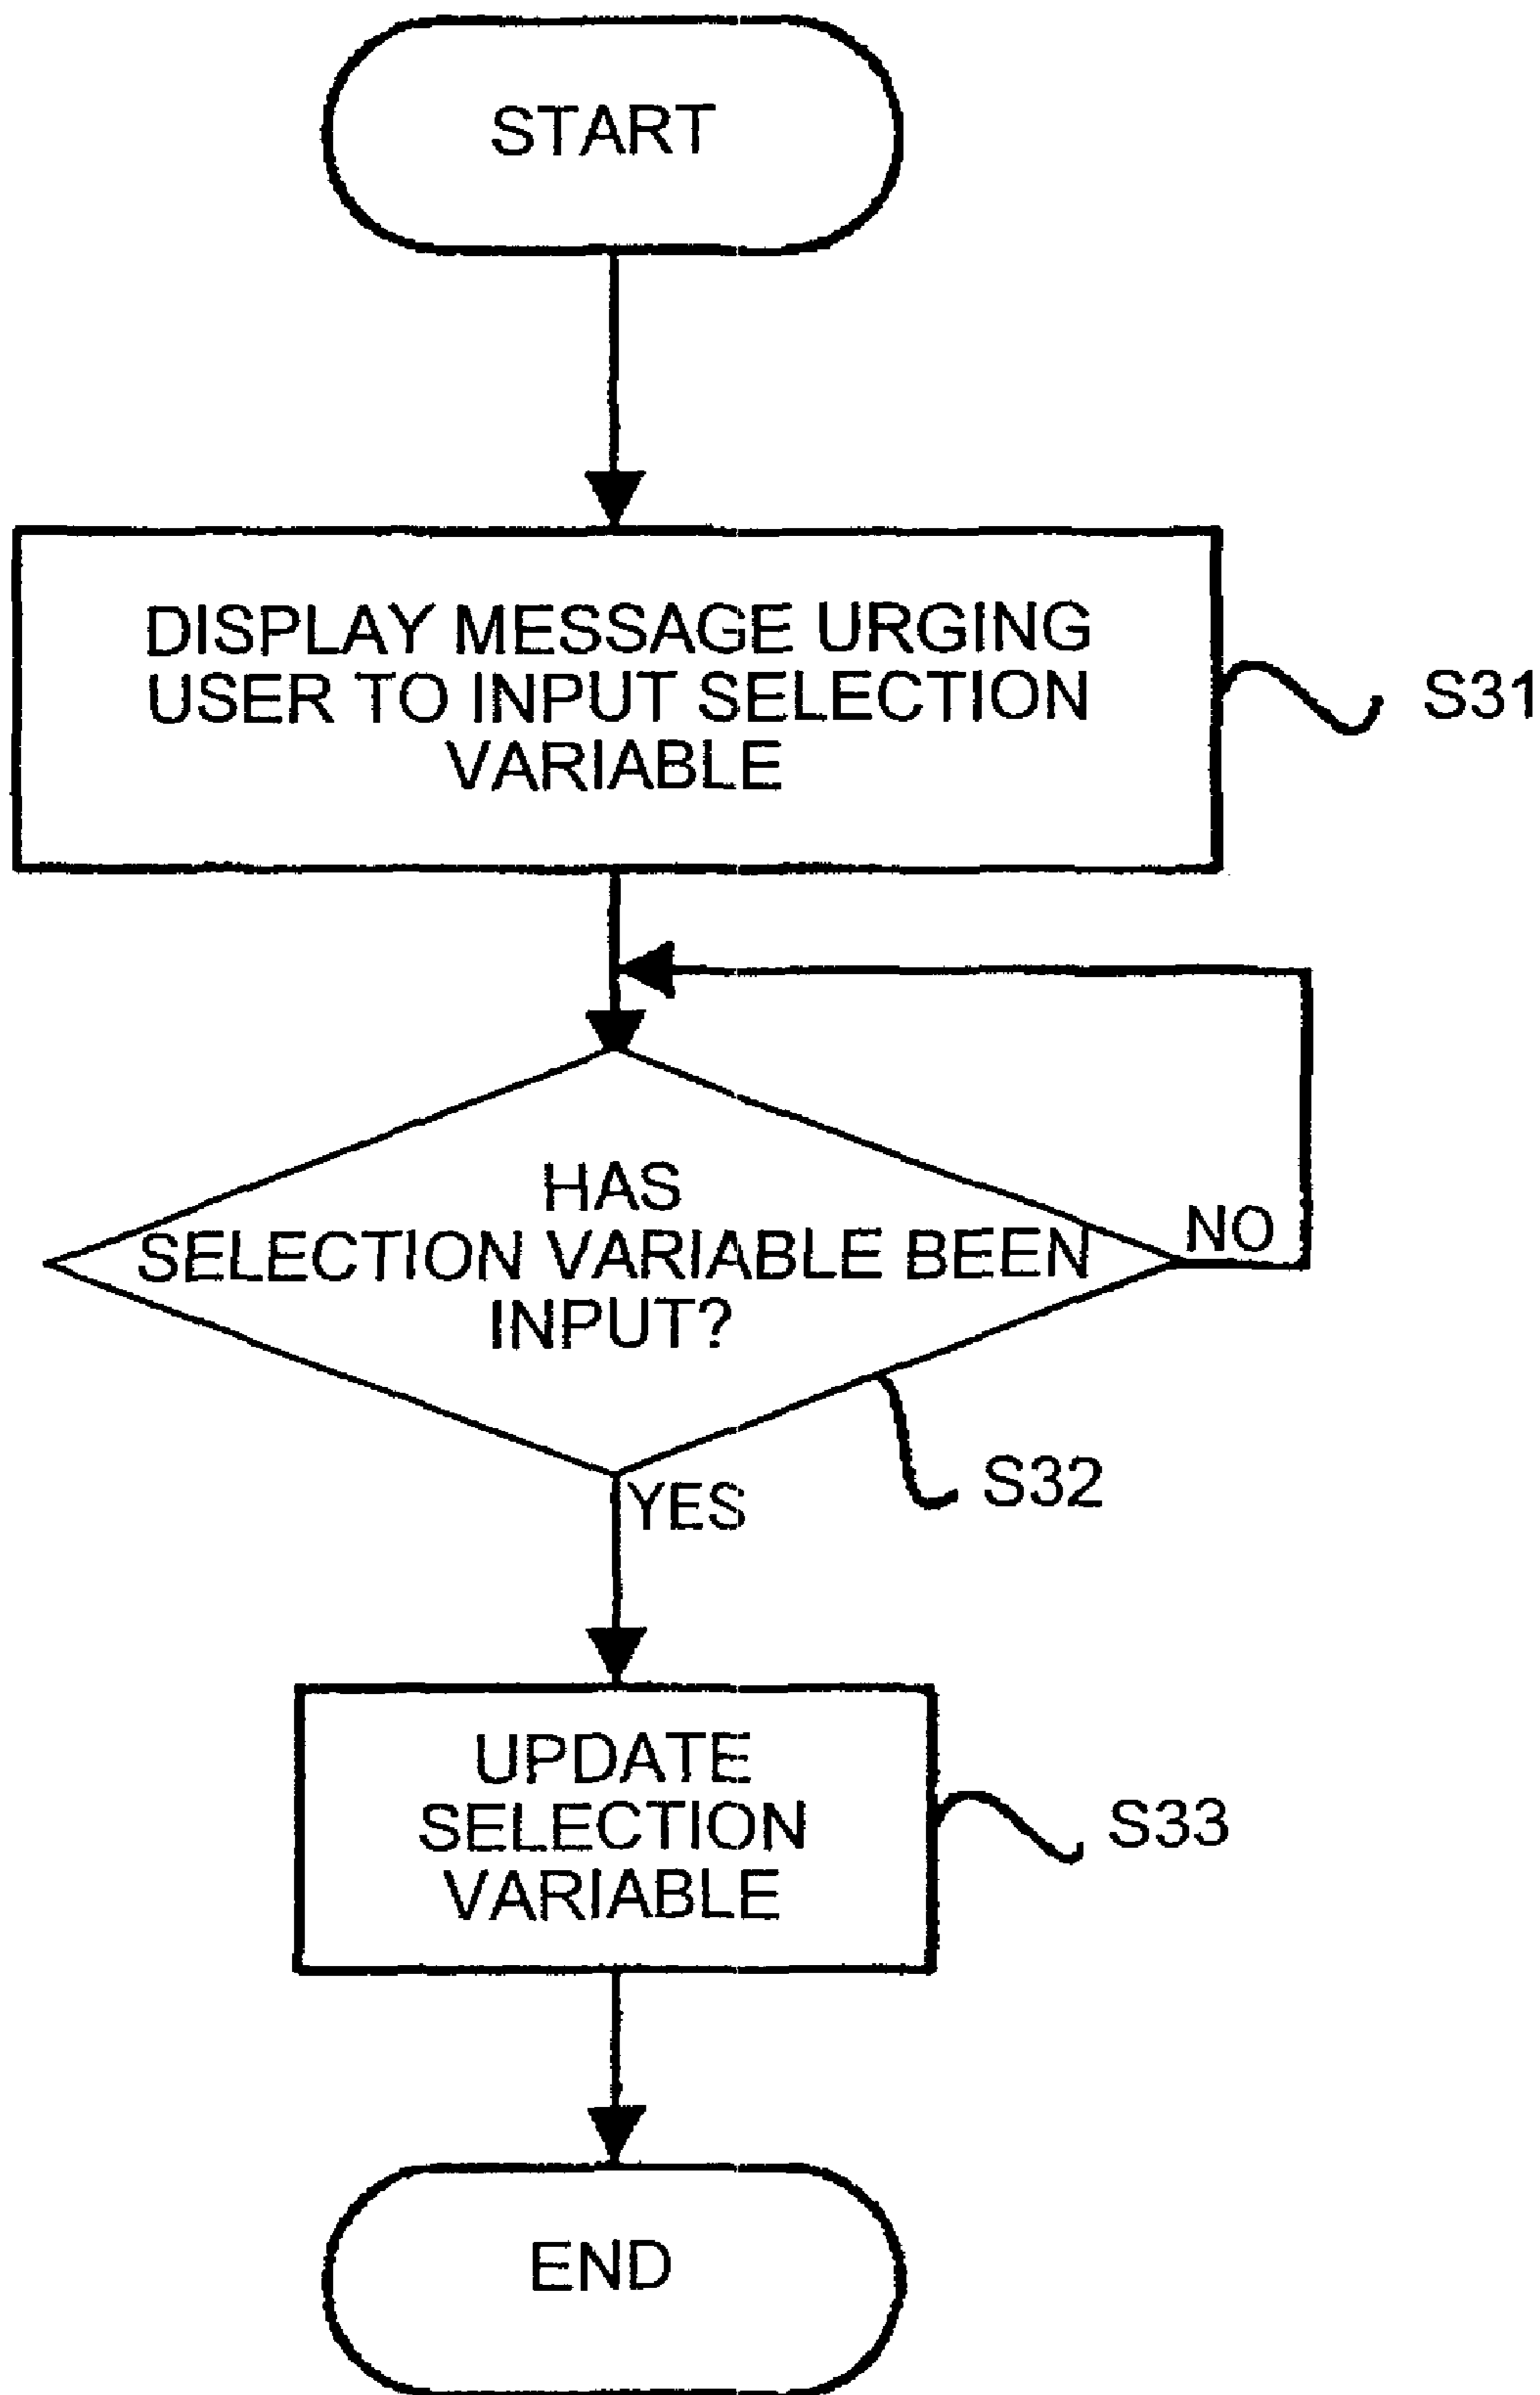 START
DISPLAY MESSAGE URGING
USER TO INPUT SELECTION
VARIABLE
S31
HAS
SELECTION VARIABLE BEEN
INPUT?
NO
S32
YES
UPDATE
SELECTION
VARIABLE
S33
END